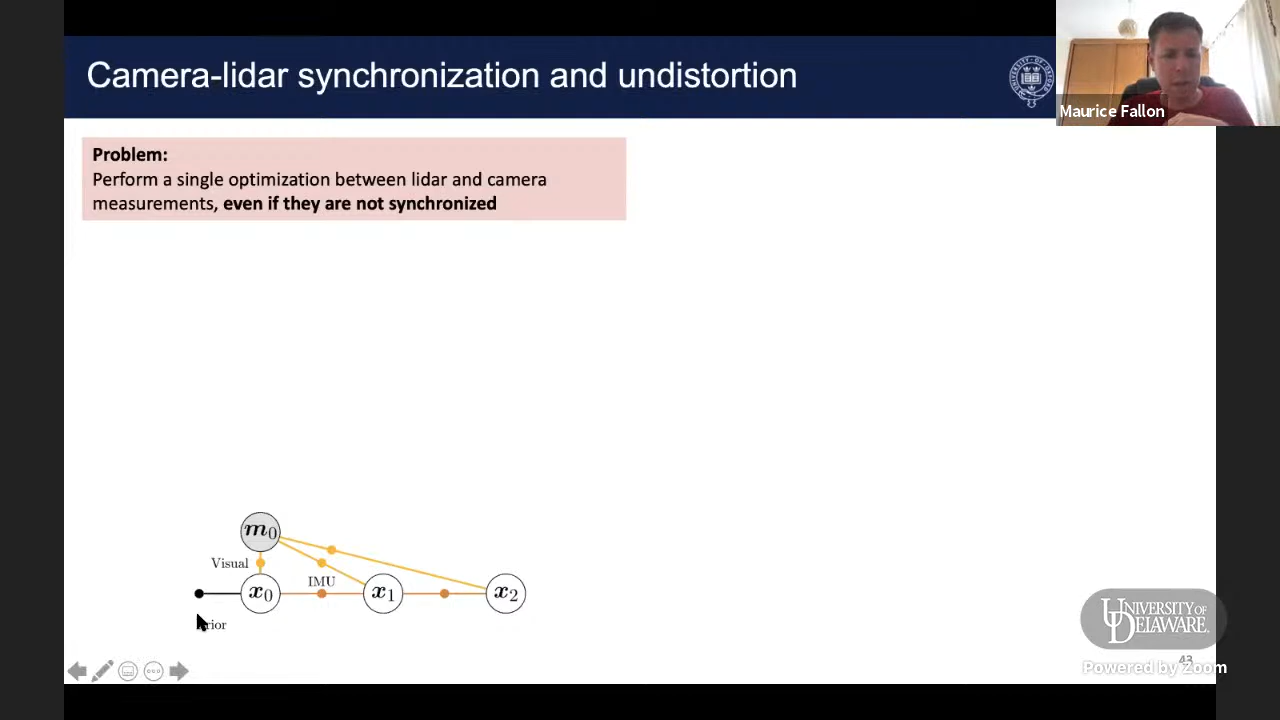 Camera-lidar synchronization and undistortion
Maurice Fallon
Problem:
Perform a single optimization between lidar and camera
measurements, even if they are not synchronized
m0
Visual
IMU
x0
x1
x2
UNIVERSITY OF
DELAWARE.
43
Powered by Zoom